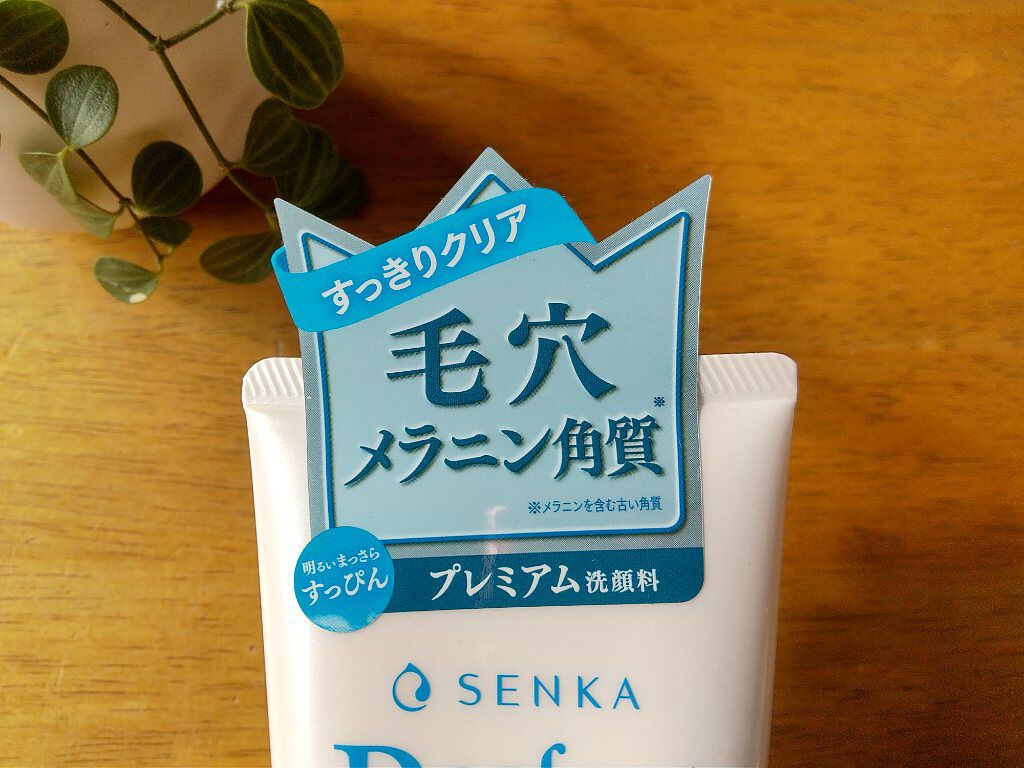 すっきりクリア
毛穴
メラニン角質※
※メラニンを含む古い角質
明るいまっさら
すっぴん
プレミアム洗顔料
SENKA